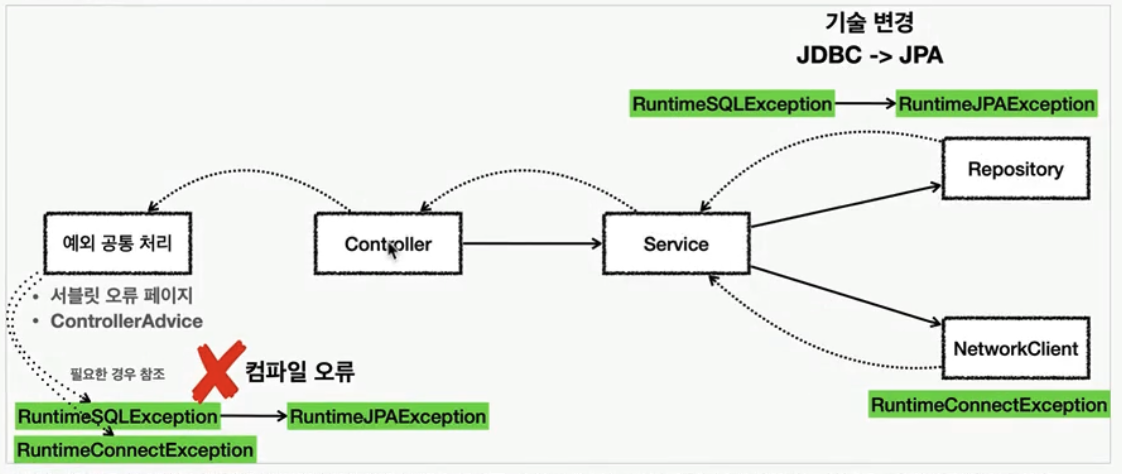 기술 변경
JDBC -> JPA
RuntimeSQLException
RuntimeJPAException
Repository
예외 공통 처리
Controller
Service
• 서블릿 오류 페이지
• ControllerAdvice
NetworkClient
필요한 경우 참조
컴파일 오류
RuntimeConnectException
RuntimeSQLException
RuntimeJPAException
RuntimeConnectException